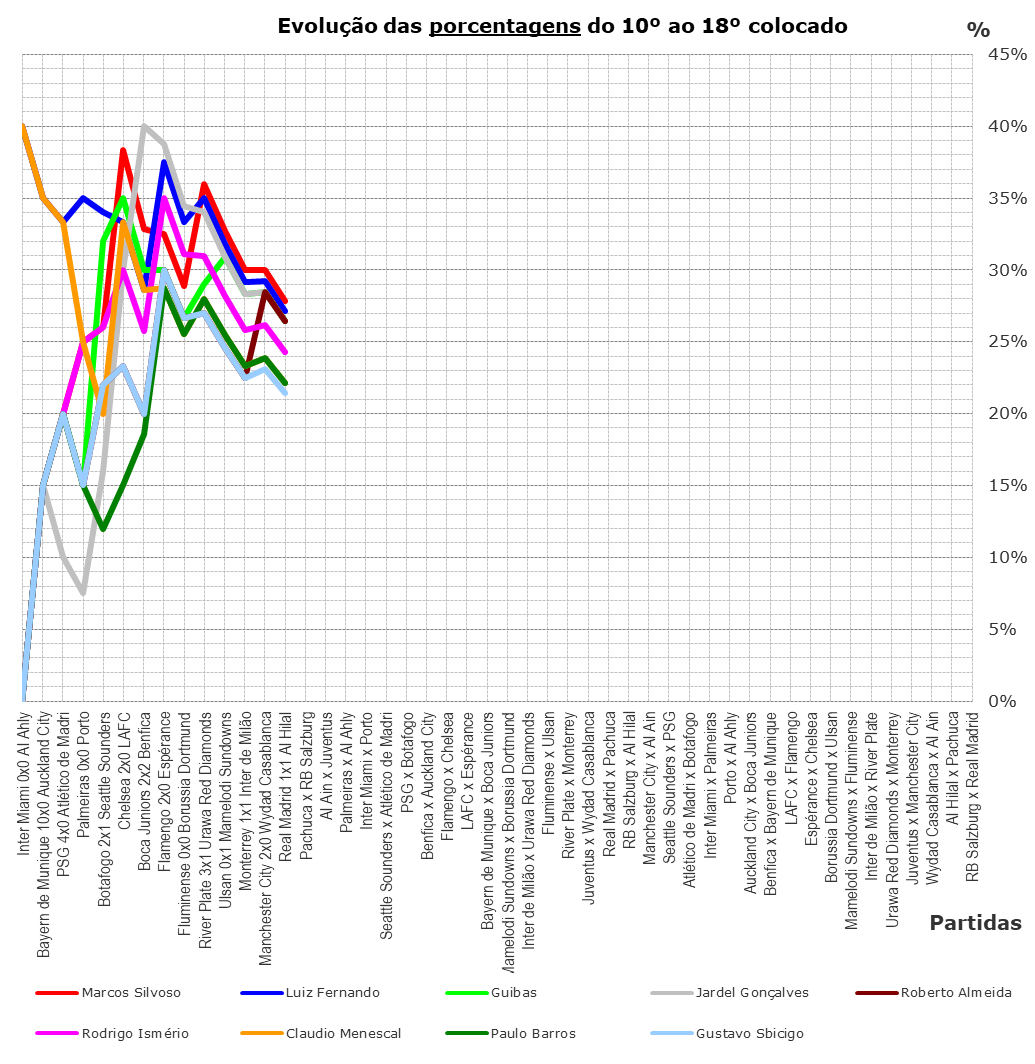 Evolução das porcentagens do 10º ao 18º colocado
%
45%
40%
35%
30%
25%
20%
15%
10%
5%
0%
Inter Miami 0x0 Al Ahly
Bayern de Munique 10x0 Auckland City
PSG 4x0 Atlético de Madri
Palmeiras 0x0 Porto
Botafogo 2x1 Seattle Sounders
Chelsea 2x0 LAFC
Boca Juniors 2x2 Benfica
Flamengo 2x0 Espérance
Fluminense 0x0 Borussia Dortmund
River Plate 3x1 Urawa Red Diamonds
Ulsan 0x1 Mamelodi Sundowns
Monterrey 1x1 Inter de Milão
Manchester City 2x0 Wydad Casablanca
Real Madrid 1x1 Al Hilal
Pachuca x RB Salzburg
Al Ain x Juventus
Palmeiras x Al Ahly
Inter Miami x Porto
Seattle Sounders x Atlético de Madri
PSG x Botafogo
Benfica x Auckland City
Flamengo x Chelsea
LAFC x Espérance
Bayern de Munique x Boca Juniors
Mamelodi Sundowns x Borussia Dortmund
Inter de Milão x Urawa Red Diamonds
Fluminense x Ulsan
River Plate x Monterrey
Juventus x Wydad Casablanca
Real Madrid x Pachuca
RB Salzburg x Al Hilal
Manchester City x Al Ain
Seattle Sounders x PSG
Atlético de Madri x Botafogo
Inter Miami x Palmeiras
Porto x Al Ahly
Auckland City x Boca Juniors
Benfica x Bayern de Munique
LAFC x Flamengo
Espérance x Chelsea
Borussia Dortmund x Ulsan
Mamelodi Sundowns x Fluminense
Inter de Milão x River Plate
Urawa Red Diamonds x Monterrey
Juventus x Manchester City
Wydad Casablanca x Al Ain
Al Hilal x Pachuca
RB Salzburg x Real Madrid
Partidas
Marcos Silvoso
Luiz Fernando
Guibas
Jardel Gonçalves
Roberto Almeida
Rodrigo Ismério
Claudio Menescal
Paulo Barros
Gustavo Sbicigo